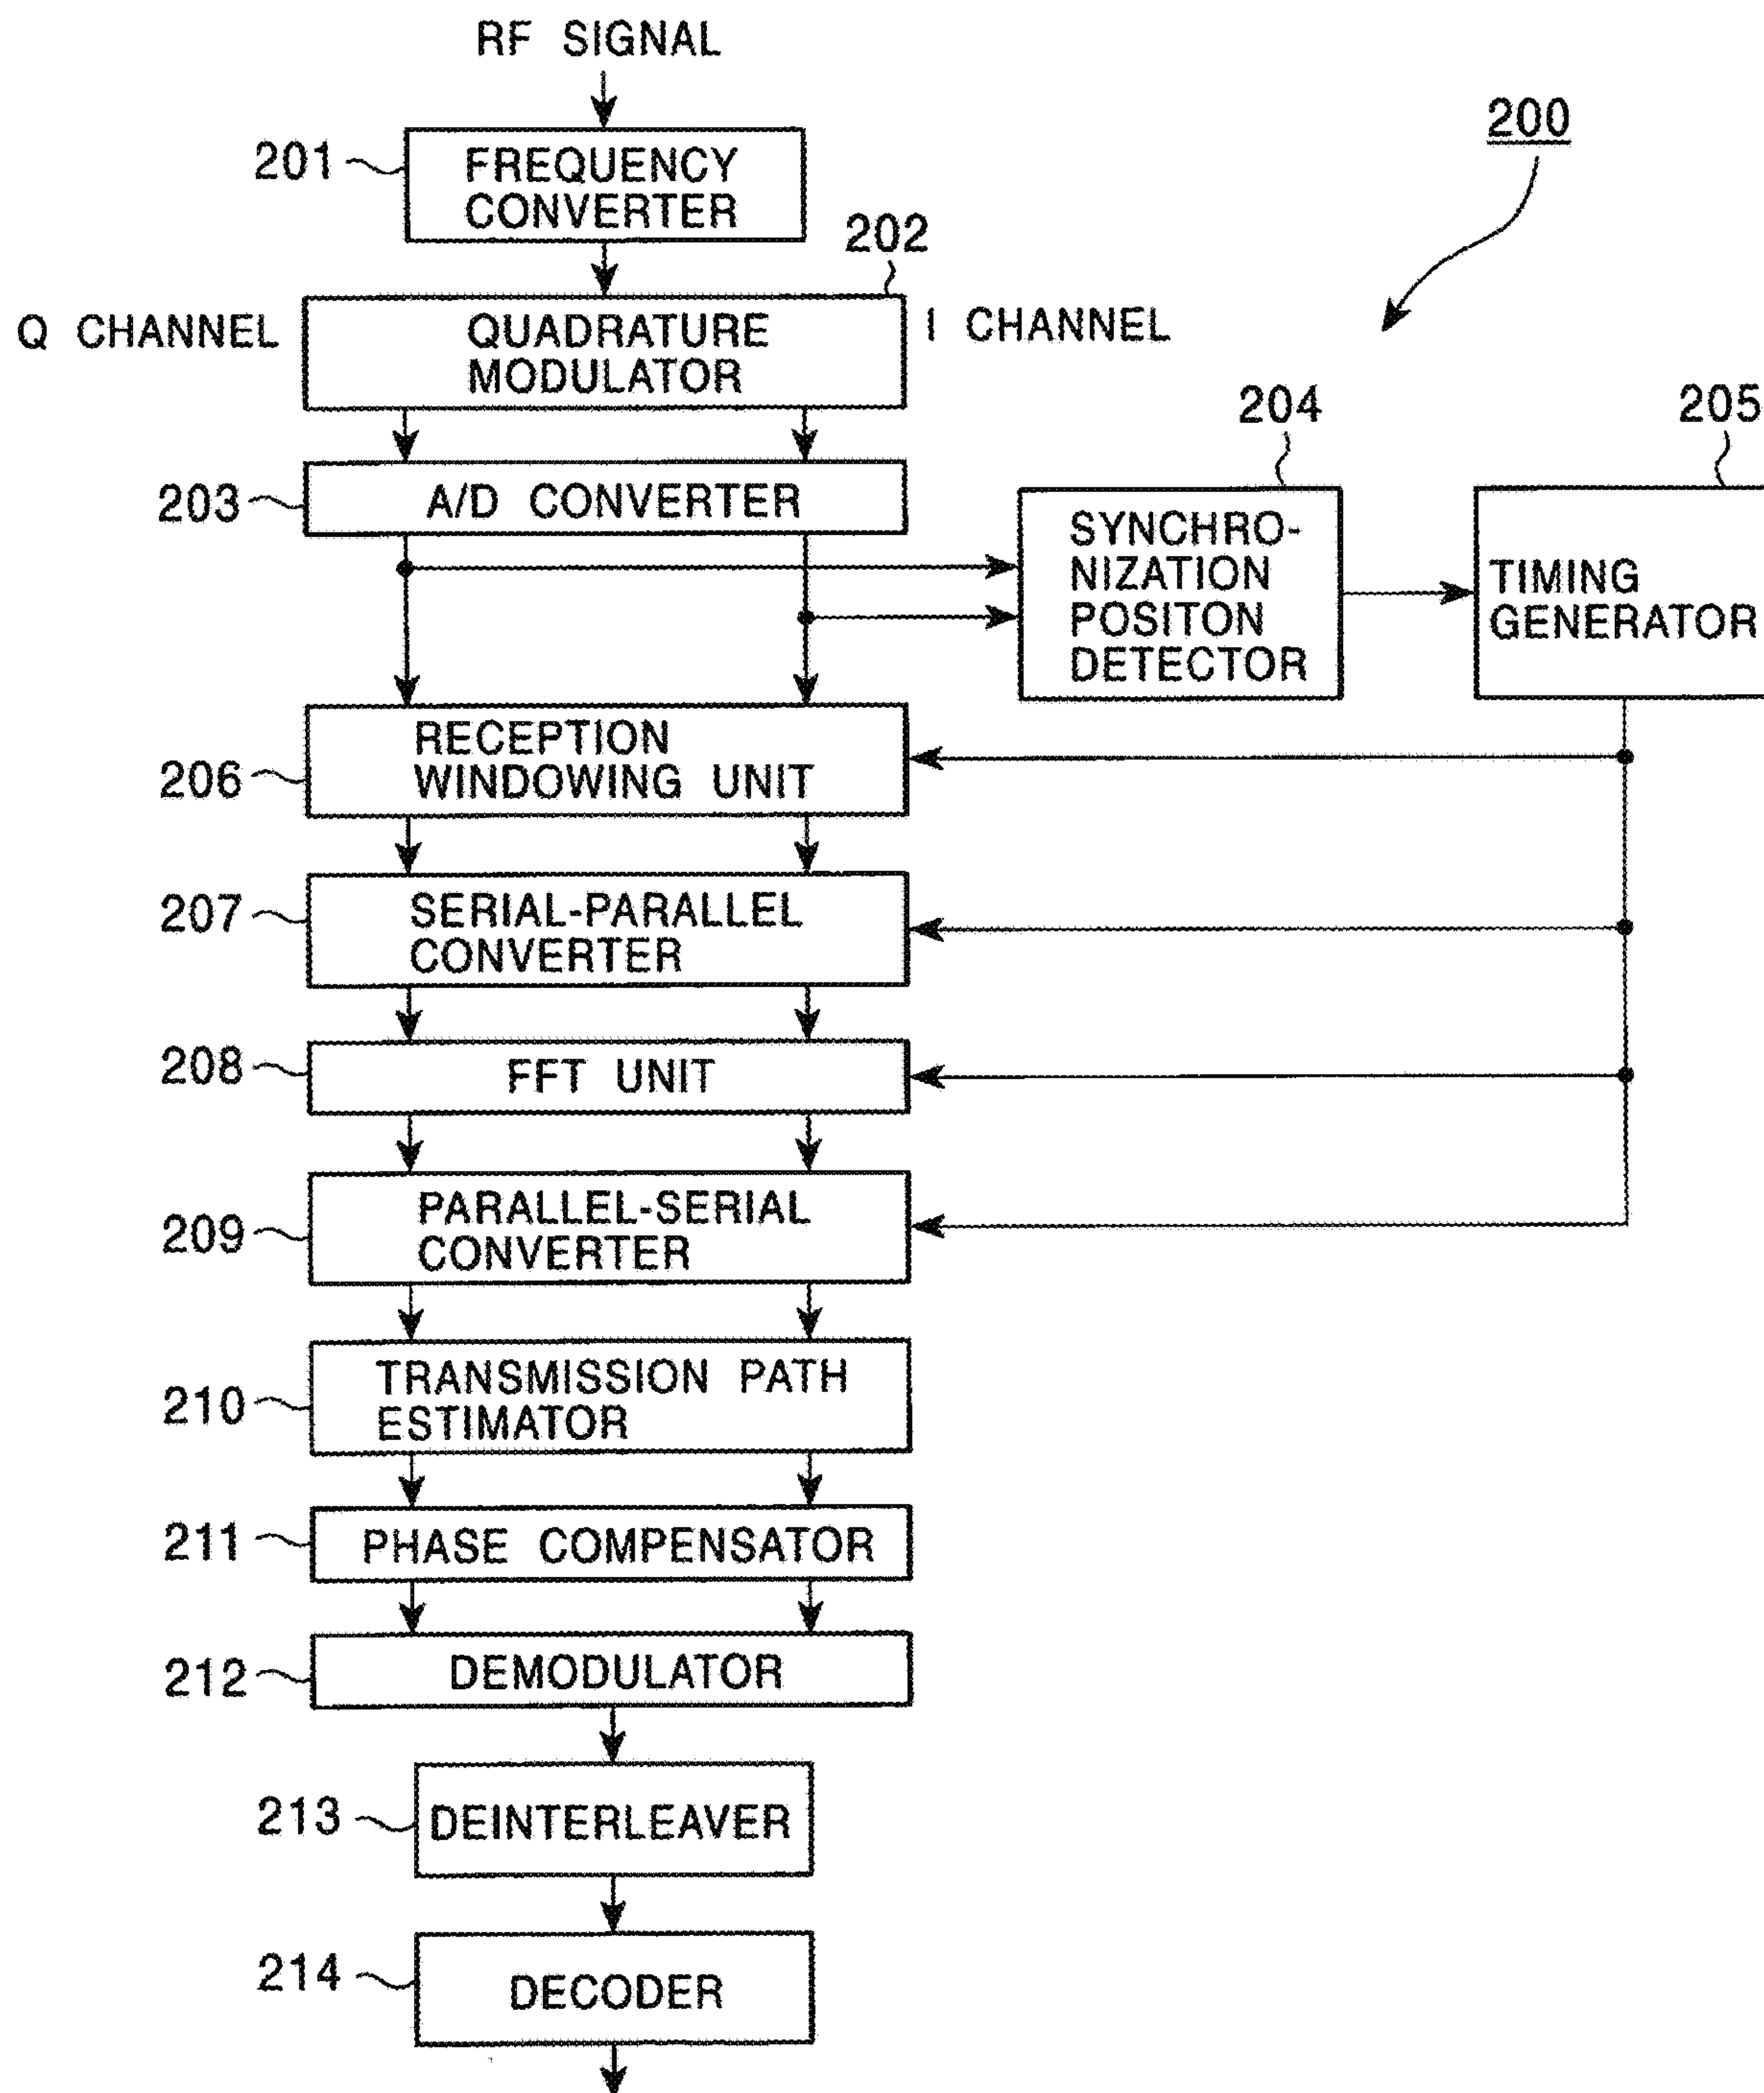 RF SIGNAL
200
201
FREQUENCY
CONVERTER
202
Q CHANNEL
QUADRATURE
MODULATOR
I CHANNEL
203
A/D CONVERTER
204
SYNCHRO-
NIZATION
POSITON
DETECTOR
205
TIMING
GENERATOR
206
RECEPTION
WINDOWING UNIT
207
SERIAL-PARALLEL
CONVERTER
208
FFT UNIT
209
PARALLEL-SERIAL
CONVERTER
210
TRANSMISSION PATH
ESTIMATOR
211
PHASE COMPENSATOR
212
DEMODULATOR
213
DEINTERLEAVER
214
DECODER